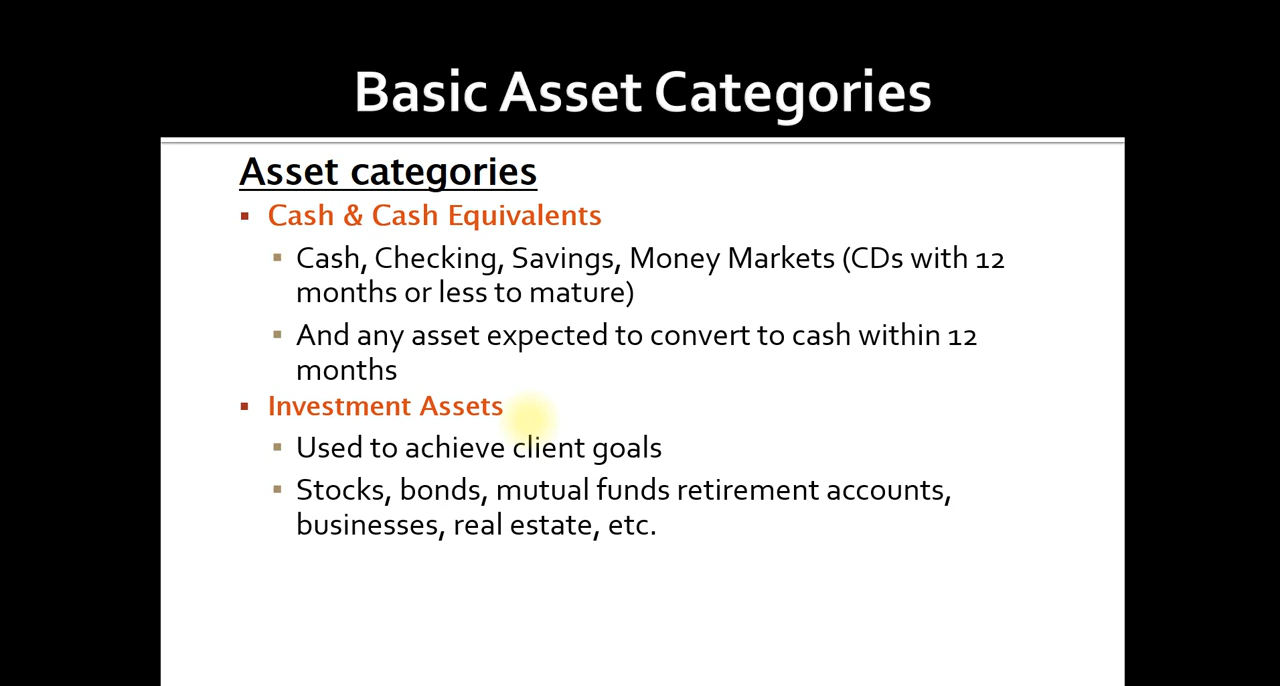 Basic Asset Categories
Asset categories
▪ Cash & Cash Equivalents
▪ Cash, Checking, Savings, Money Markets (CDs with 12
months or less to mature)
▪ And any asset expected to convert to cash within 12
months
▪ Investment Assets
▪ Used to achieve client goals
▪ Stocks, bonds, mutual funds retirement accounts,
businesses, real estate, etc.